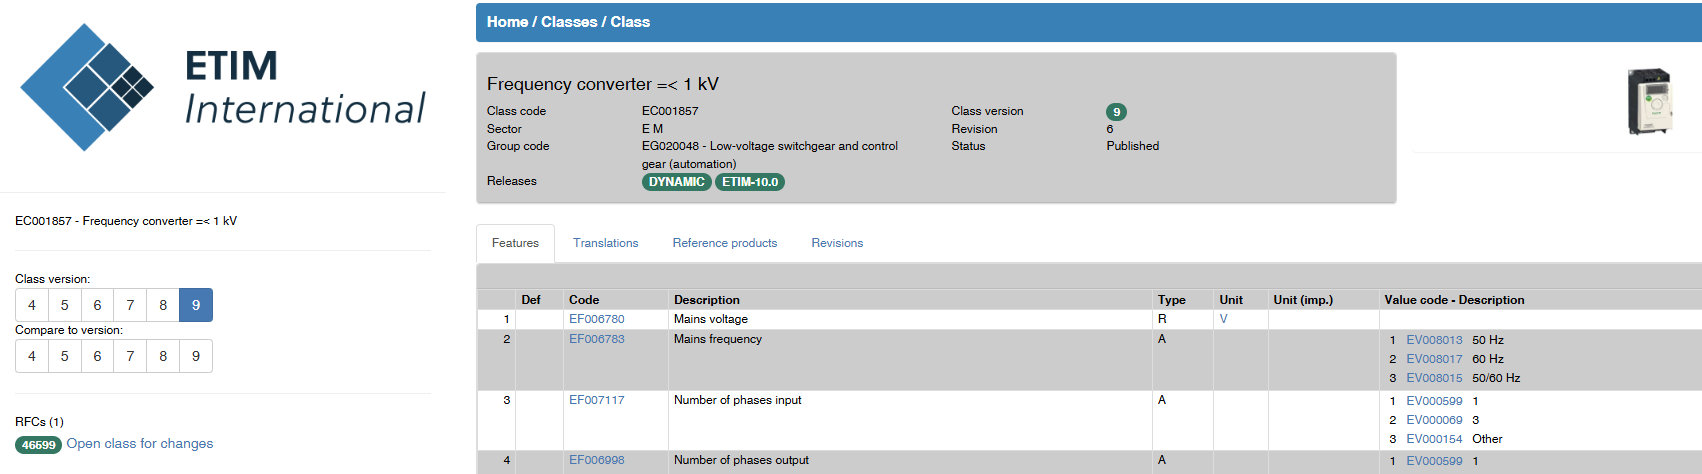 ETIM
International
EC001857 - Frequency converter =< 1 kV
Class version:
4 5 6 7 8 9
Compare to version:
4 5 6 7 8 9
RFCs (1)
46599 Open class for changes
Home / Classes / Class
Frequency converter =< 1 kV
Class code EC001857 Class version 9
Sector E M Revision 6
Group code EG020048 - Low-voltage switchgear and control Status Published
gear (automation)
Releases DYNAMIC ETIM-10.0
Features Translations Reference products Revisions
Def Code Description Type Unit Unit (imp.) Value code - Description
1 EF006780 Mains voltage R V
2 EF006783 Mains frequency A 1 EV008013 50 Hz
2 EV008017 60 Hz
3 EV008015 50/60 Hz
3 EF007117 Number of phases input A 1 EV000599 1
2 EV000069 3
3 EV000154 Other
4 EF006998 Number of phases output A 1 EV000599 1